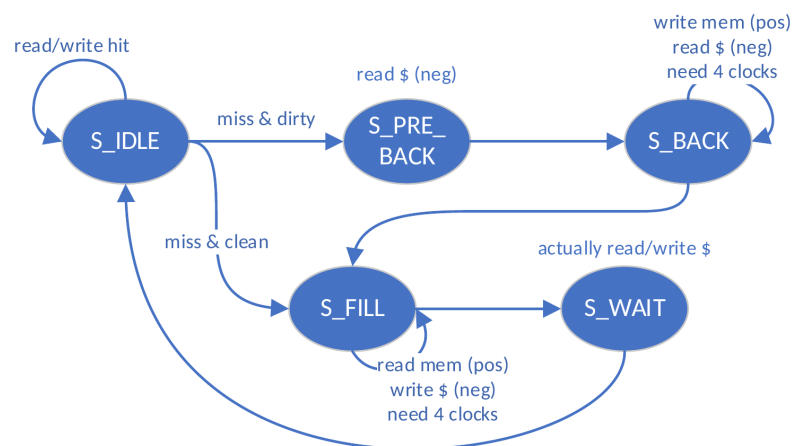 write mem (pos)
read $ (neg)
need 4 clocks
read/write hit
read $ (neg)
miss & dirty
S_IDLE
S_PRE_
BACK
S_BACK
miss & clean
actually read/write $
S_FILL
S_WAIT
read mem (pos)
write $ (neg)
need 4 clocks